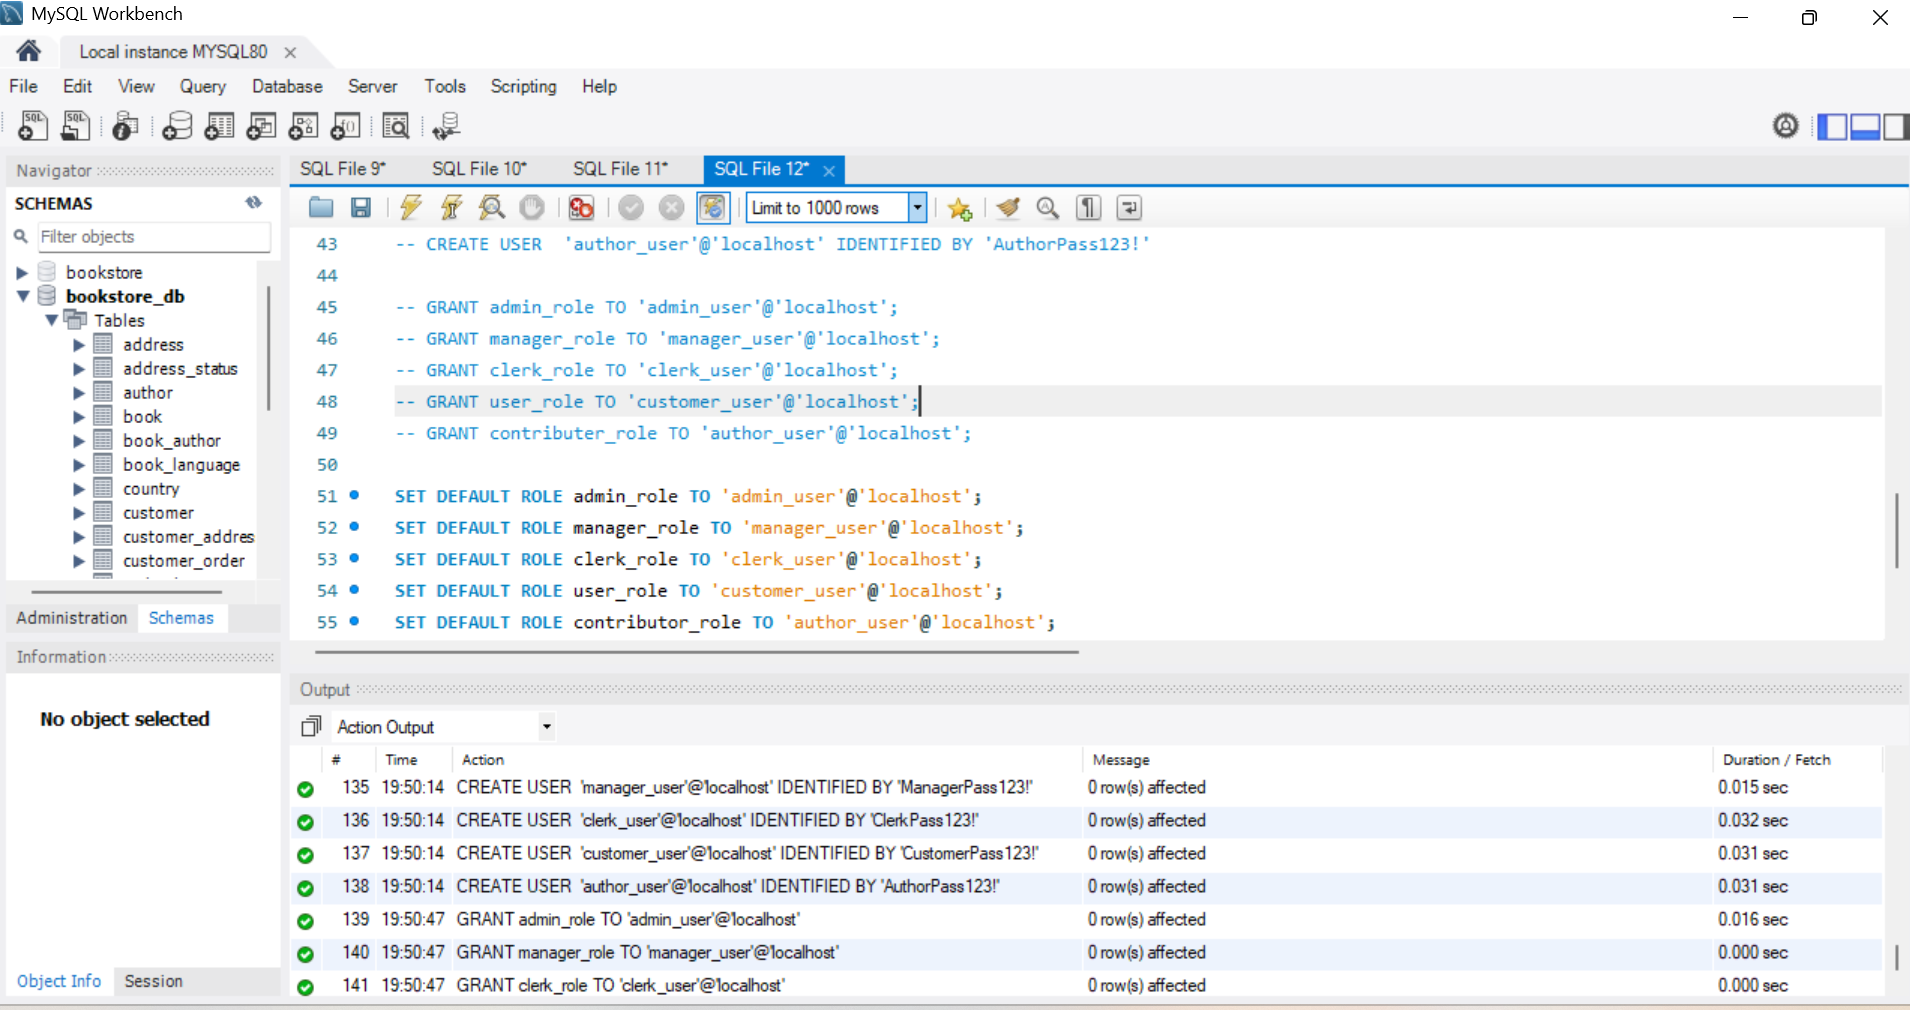 MySQL Workbench
Local instance MYSQL80
File Edit View Query Database Server Tools Scripting Help
Navigator
SCHEMAS
Filter objects
bookstore
bookstore_db
Tables
address
address_status
author
book
book_author
book_language
country
customer
customer_addres
customer_order
Administration Schemas
Information
No object selected
Object Info Session
SQL File 9* SQL File 10* SQL File 11* SQL File 12*
Limit to 1000 rows
43 -- CREATE USER  'author_user'@'localhost' IDENTIFIED BY 'AuthorPass123!'
44
45 -- GRANT admin_role TO 'admin_user'@'localhost';
46 -- GRANT manager_role TO 'manager_user'@'localhost';
47 -- GRANT clerk_role TO 'clerk_user'@'localhost';
48 -- GRANT user_role TO 'customer_user'@'localhost';
49 -- GRANT contributer_role TO 'author_user'@'localhost';
50
51 SET DEFAULT ROLE admin_role TO 'admin_user'@'localhost';
52 SET DEFAULT ROLE manager_role TO 'manager_user'@'localhost';
53 SET DEFAULT ROLE clerk_role TO 'clerk_user'@'localhost';
54 SET DEFAULT ROLE user_role TO 'customer_user'@'localhost';
55 SET DEFAULT ROLE contributor_role TO 'author_user'@'localhost';
Output
Action Output
# Time Action Message Duration / Fetch
135 19:50:14 CREATE USER  'manager_user'@'localhost' IDENTIFIED BY 'ManagerPass123!' 0 row(s) affected 0.015 sec
136 19:50:14 CREATE USER  'clerk_user'@'localhost' IDENTIFIED BY 'ClerkPass123!' 0 row(s) affected 0.032 sec
137 19:50:14 CREATE USER  'customer_user'@'localhost' IDENTIFIED BY 'CustomerPass123!' 0 row(s) affected 0.031 sec
138 19:50:14 CREATE USER  'author_user'@'localhost' IDENTIFIED BY 'AuthorPass123!' 0 row(s) affected 0.031 sec
139 19:50:47 GRANT admin_role TO 'admin_user'@'localhost' 0 row(s) affected 0.016 sec
140 19:50:47 GRANT manager_role TO 'manager_user'@'localhost' 0 row(s) affected 0.000 sec
141 19:50:47 GRANT clerk_role TO 'clerk_user'@'localhost' 0 row(s) affected 0.000 sec